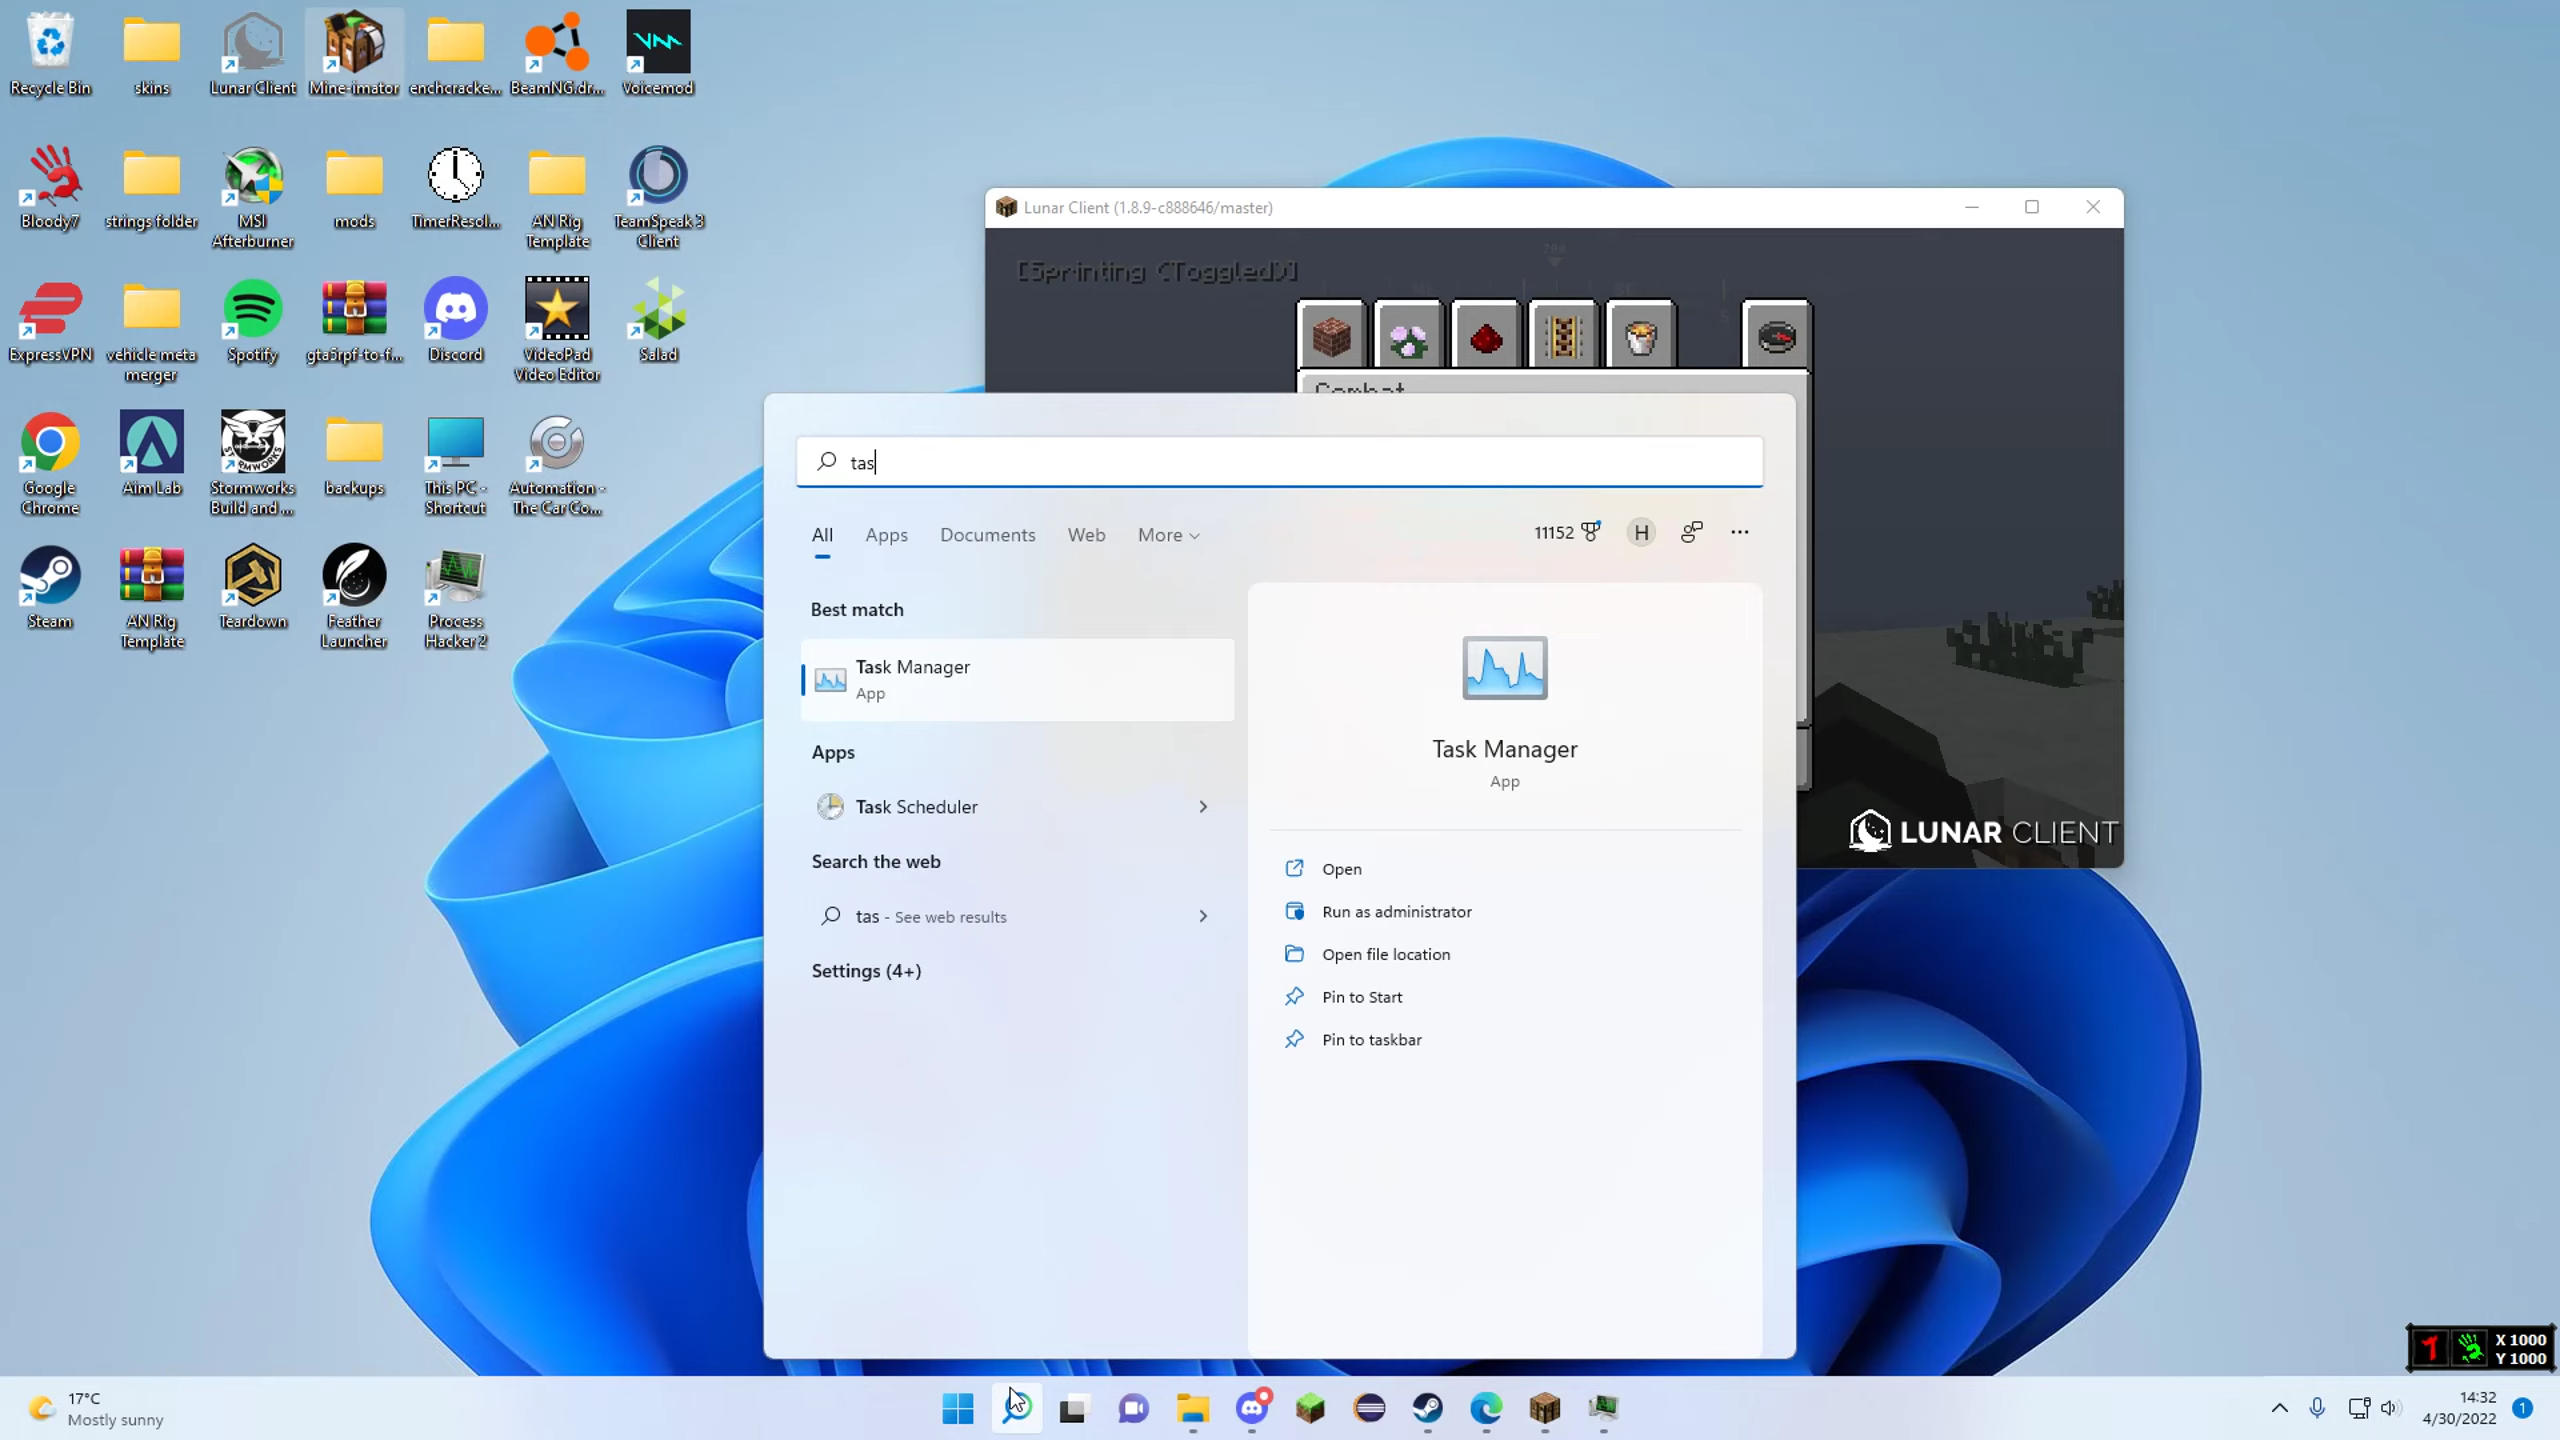 Recycle Bin
skins
Lunar Client
Mine-imator
enchcracke...
BeamNG.dr...
Voicemod
Bloody7
strings folder
MSI
Afterburner
mods
TimerResol...
AN Rig
Template
TeamSpeak 3
Client
ExpressVPN
vehicle meta
merger
Spotify
gta5rpf-to-f...
Discord
VideoPad
Video Editor
Salad
Google
Chrome
Aim Lab
Stormworks
Build and ...
backups
This PC -
Shortcut
Automation -
The Car Co...
Steam
AN Rig
Template
Teardown
Feather
Launcher
Process
Hacker 2
Lunar Client (1.8.9-c888646/master)
[Sprinting (Toggled)]
Combat
LUNAR CLIENT
tas
All
Apps
Documents
Web
More
11152
H
Best match
Task Manager
App
Apps
Task Scheduler
Search the web
tas - See web results
Settings (4+)
Task Manager
App
Open
Run as administrator
Open file location
Pin to Start
Pin to taskbar
1
X 1000
Y 1000
17°C
Mostly sunny
14:32
4/30/2022
1